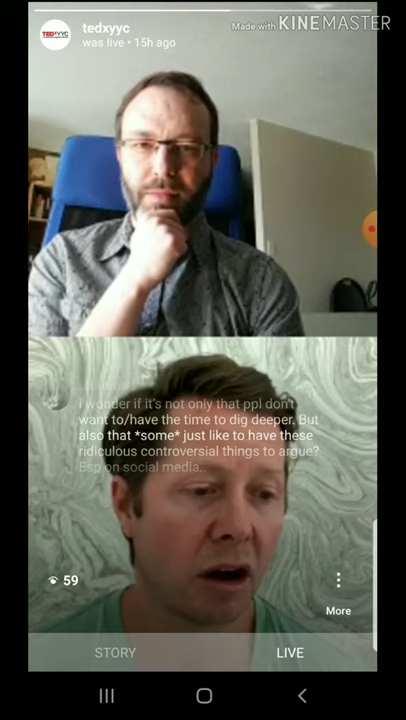 Made with KINEMASTER
TEDxYYC
tedxyyc
was live • 15h ago
I wonder if it's not only that ppl don't
want to/have the time to dig deeper. But
also that *some* just like to have these
ridiculous controversial things to argue?
Esp on social media..
59
More
STORY
LIVE